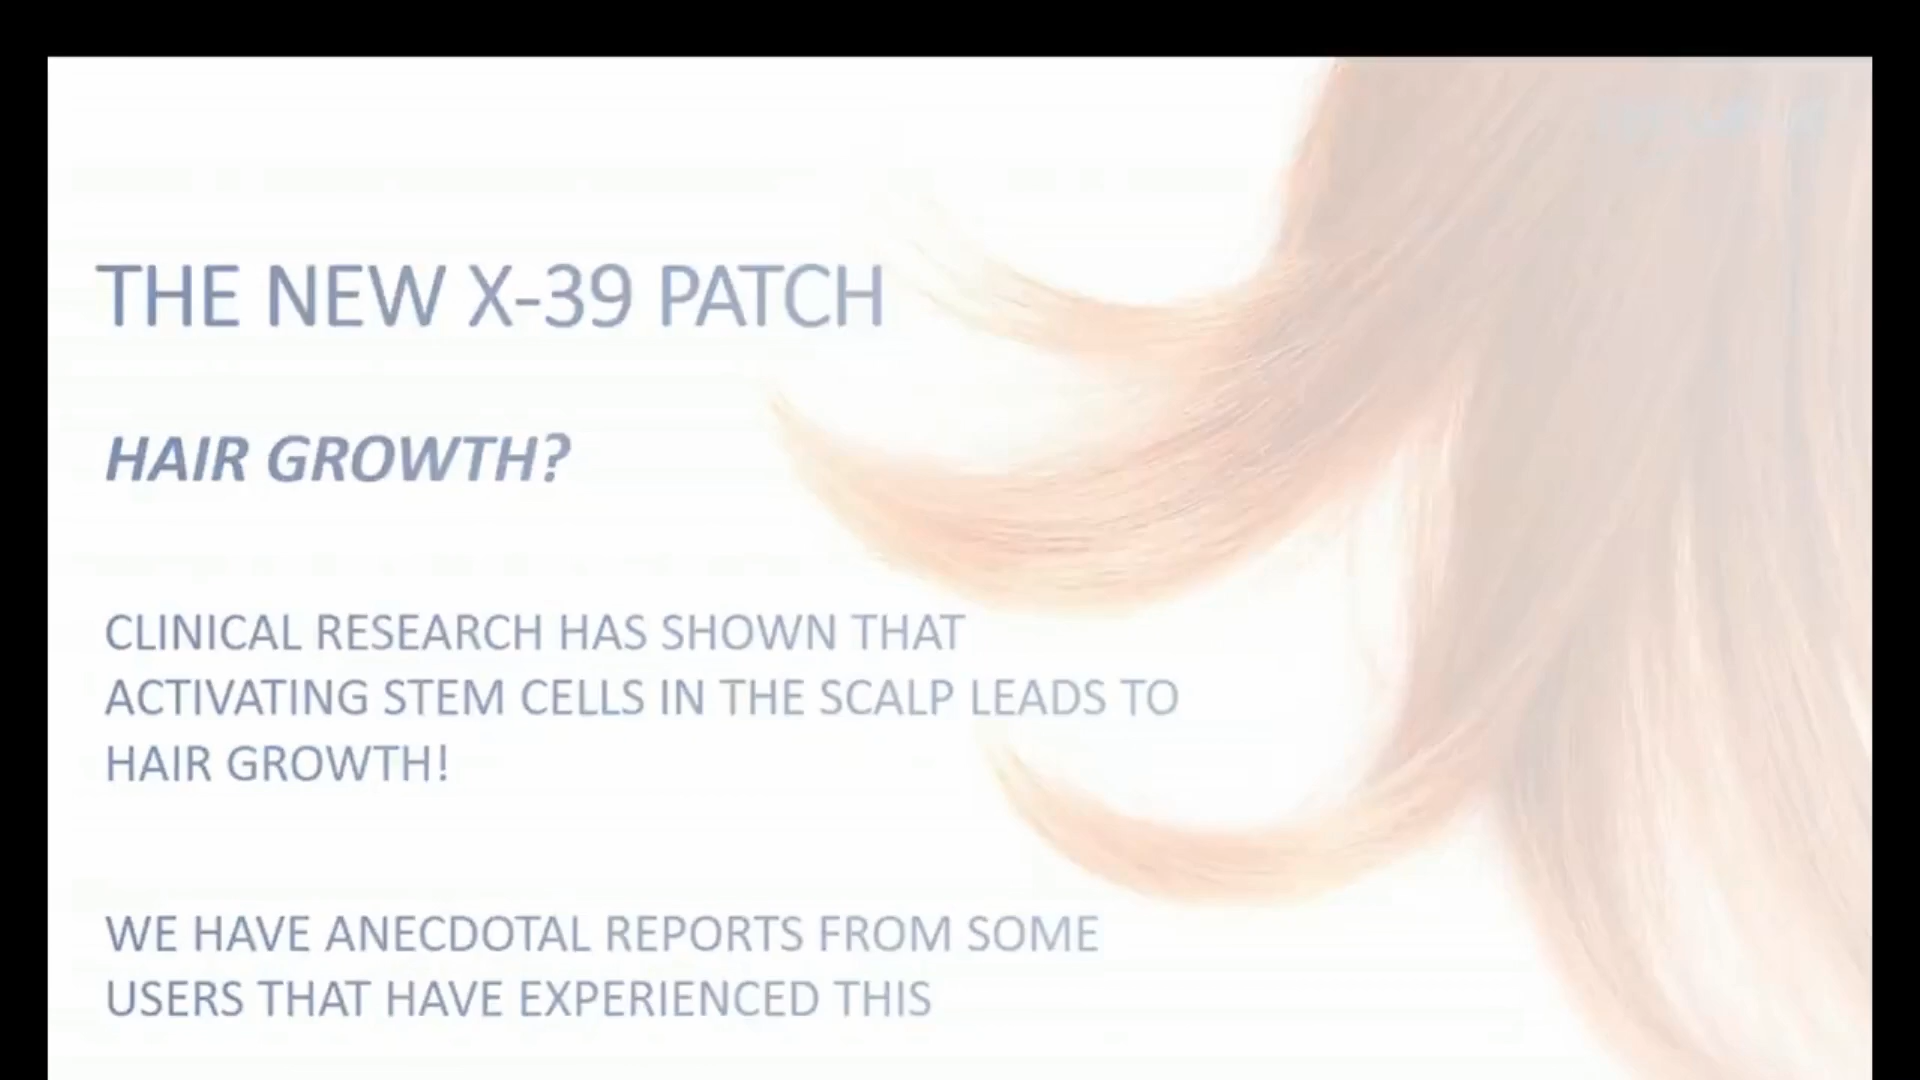 THE NEW X-39 PATCH
HAIR GROWTH?
CLINICAL RESEARCH HAS SHOWN THAT
ACTIVATING STEM CELLS IN THE SCALP LEADS TO
HAIR GROWTH!
WE HAVE ANECDOTAL REPORTS FROM SOME
USERS THAT HAVE EXPERIENCED THIS